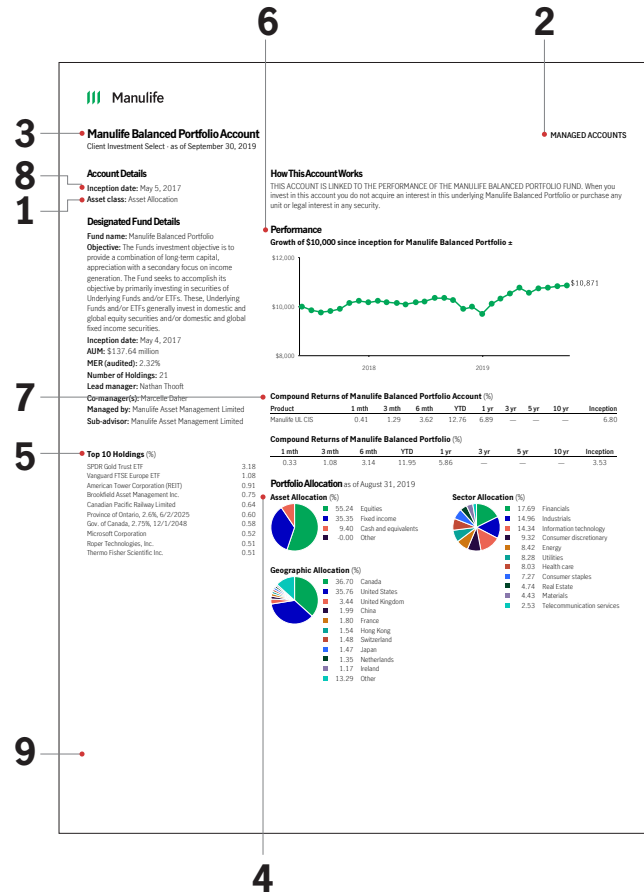 6
2
Manulife
3
Manulife Balanced Portfolio Account
Client Investment Select - as of September 30, 2019
MANAGED ACCOUNTS
8
1
Account Details
Inception date: May 5, 2017
Asset class: Asset Allocation
Designated Fund Details
Fund name: Manulife Balanced Portfolio
Objective: The Funds investment objective is to
provide a combination of long-term capital,
appreciation with a secondary focus on income
generation. The Fund seeks to accomplish its
objective by primarily investing in securities of
Underlying Funds and/or ETFs. These, Underlying
Funds and/or ETFs generally invest in domestic and
global equity securities and/or domestic and global
fixed income securities.
Inception date: May 4, 2017
AUM: $137.64 million
MER (audited): 2.32%
Number of Holdings: 21
Lead manager: Nathan Thooft
Co-manager(s): Marcelle Daher
Managed by: Manulife Asset Management Limited
Sub-advisor: Manulife Asset Management Limited
7
5
Top 10 Holdings (%)
SPDR Gold Trust ETF 3.18
Vanguard FTSE Europe ETF 1.08
American Tower Corporation (REIT) 0.91
Brookfield Asset Management Inc. 0.75
Canadian Pacific Railway Limited 0.64
Province of Ontario, 2.6%, 6/2/2025 0.60
Gov. of Canada, 2.75%, 12/1/2048 0.58
Microsoft Corporation 0.52
Roper Technologies, Inc. 0.51
Thermo Fisher Scientific Inc. 0.51
How This Account Works
THIS ACCOUNT IS LINKED TO THE PERFORMANCE OF THE MANULIFE BALANCED PORTFOLIO FUND. When you
invest in this account you do not acquire an interest in this underlying Manulife Balanced Portfolio or purchase any
unit or legal interest in any security.
Performance
Growth of $10,000 since inception for Manulife Balanced Portfolio ±
$12,000
$10,871
$10,000
$8,000
2018 2019
Compound Returns of Manulife Balanced Portfolio Account (%)
Product 1 mth 3 mth 6 mth YTD 1 yr 3 yr 5 yr 10 yr Inception
Manulife UL CIS 0.41 1.29 3.62 12.76 6.89 — — — 6.80
Compound Returns of Manulife Balanced Portfolio (%)
1 mth 3 mth 6 mth YTD 1 yr 3 yr 5 yr 10 yr Inception
0.33 1.08 3.14 11.95 5.86 — — — 3.53
Portfolio Allocation as of August 31, 2019
Asset Allocation (%)
55.24 Equities
35.35 Fixed income
9.40 Cash and equivalents
-0.00 Other
Geographic Allocation (%)
36.70 Canada
35.76 United States
3.44 United Kingdom
1.99 China
1.80 France
1.54 Hong Kong
1.48 Switzerland
1.47 Japan
1.35 Netherlands
1.17 Ireland
13.29 Other
Sector Allocation (%)
17.69 Financials
14.96 Industrials
14.34 Information technology
9.32 Consumer discretionary
8.42 Energy
8.28 Utilities
8.03 Health care
7.27 Consumer staples
4.74 Real Estate
4.43 Materials
2.53 Telecommunication services
9
4